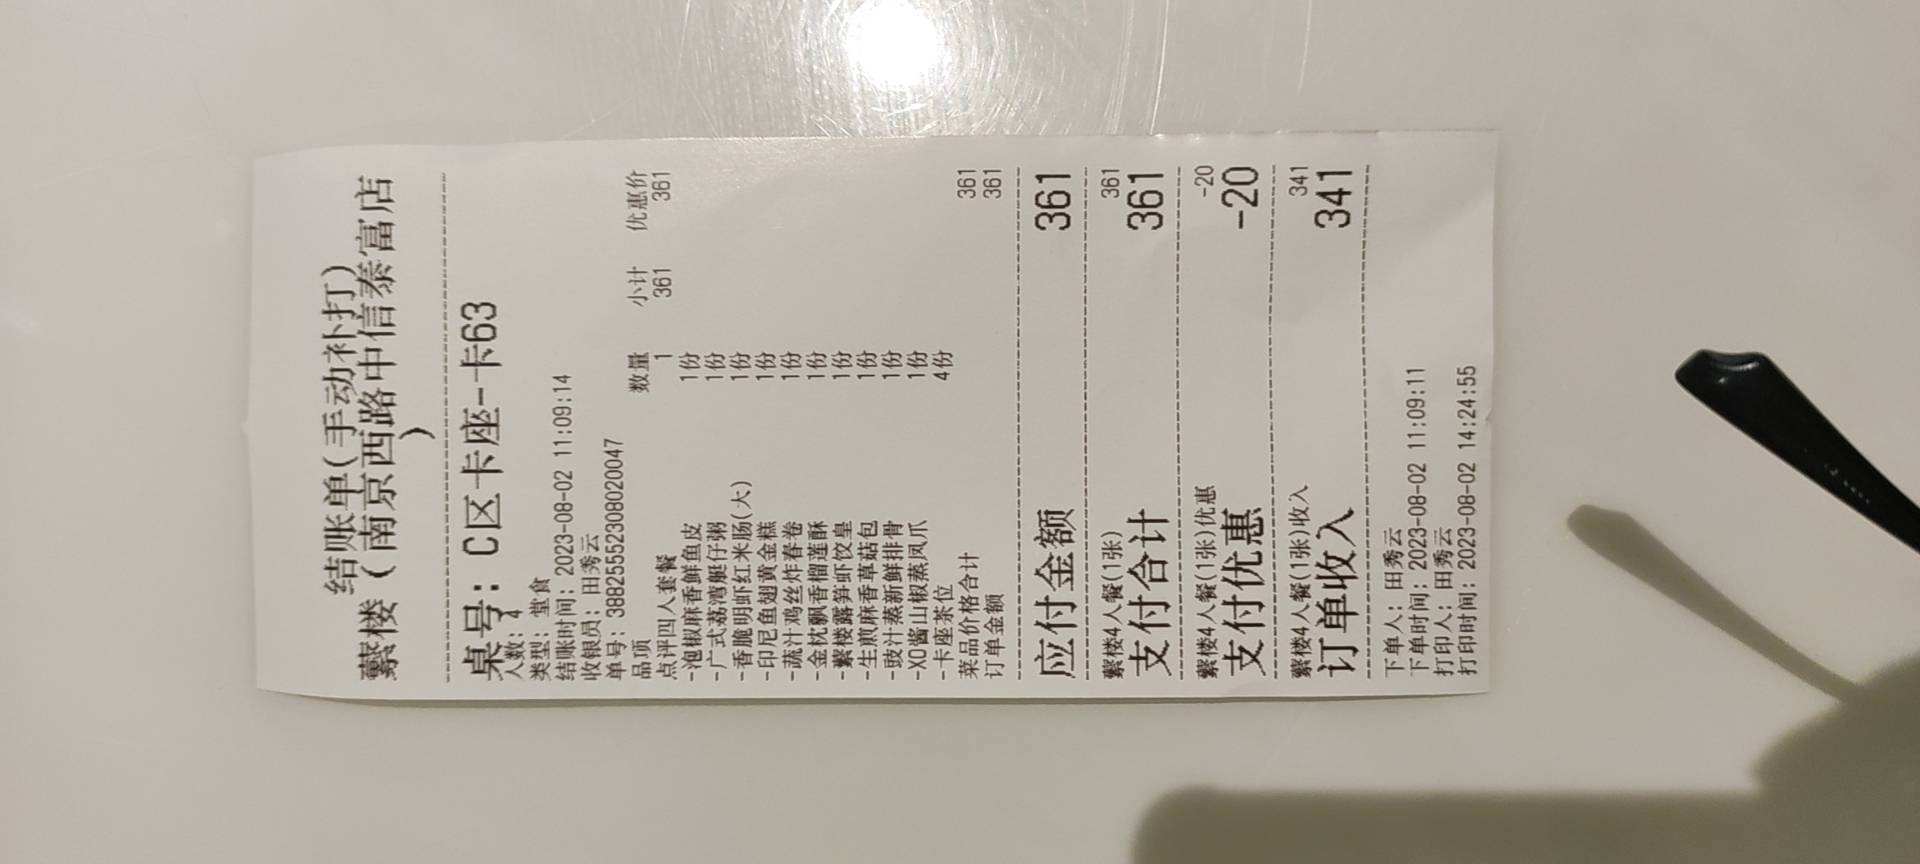 结账单(手动补打)
蘩楼（南京西路中信泰富店
）
桌号: C区卡座-卡63
人数: 4
类型: 堂食
结账时间: 2023-08-02 11:09:14
收银员: 田秀云
单号: 3882555230802004​7
品项 数量 小计 优惠价
点评四人套餐 1 361 361
-泡椒麻香鲜鱼皮 1份
-广式荔湾艇仔粥 1份
-香脆明虾红米肠(大) 1份
-印尼鱼翅黄金糕 1份
-蔬汁鸡丝炸春卷 1份
-金枕飘香榴莲酥 1份
-蘩楼露笋虾饺皇 1份
-生煎麻香草菇包 1份
-豉汁蒸新鲜排骨 1份
-XO酱山椒蒸凤爪 1份
-卡座茶位 4份
菜品价格合计 361
订单金额 361
应付金额 361
蘩楼4人餐(1张) 361
支付合计 361
蘩楼4人餐(1张)优惠 -20
支付优惠 -20
蘩楼4人餐(1张)收入 341
订单收入 341
下单人: 田秀云
下单时间: 2023-08-02 11:09:11
打印人: 田秀云
打印时间: 2023-08-02 14:24:55